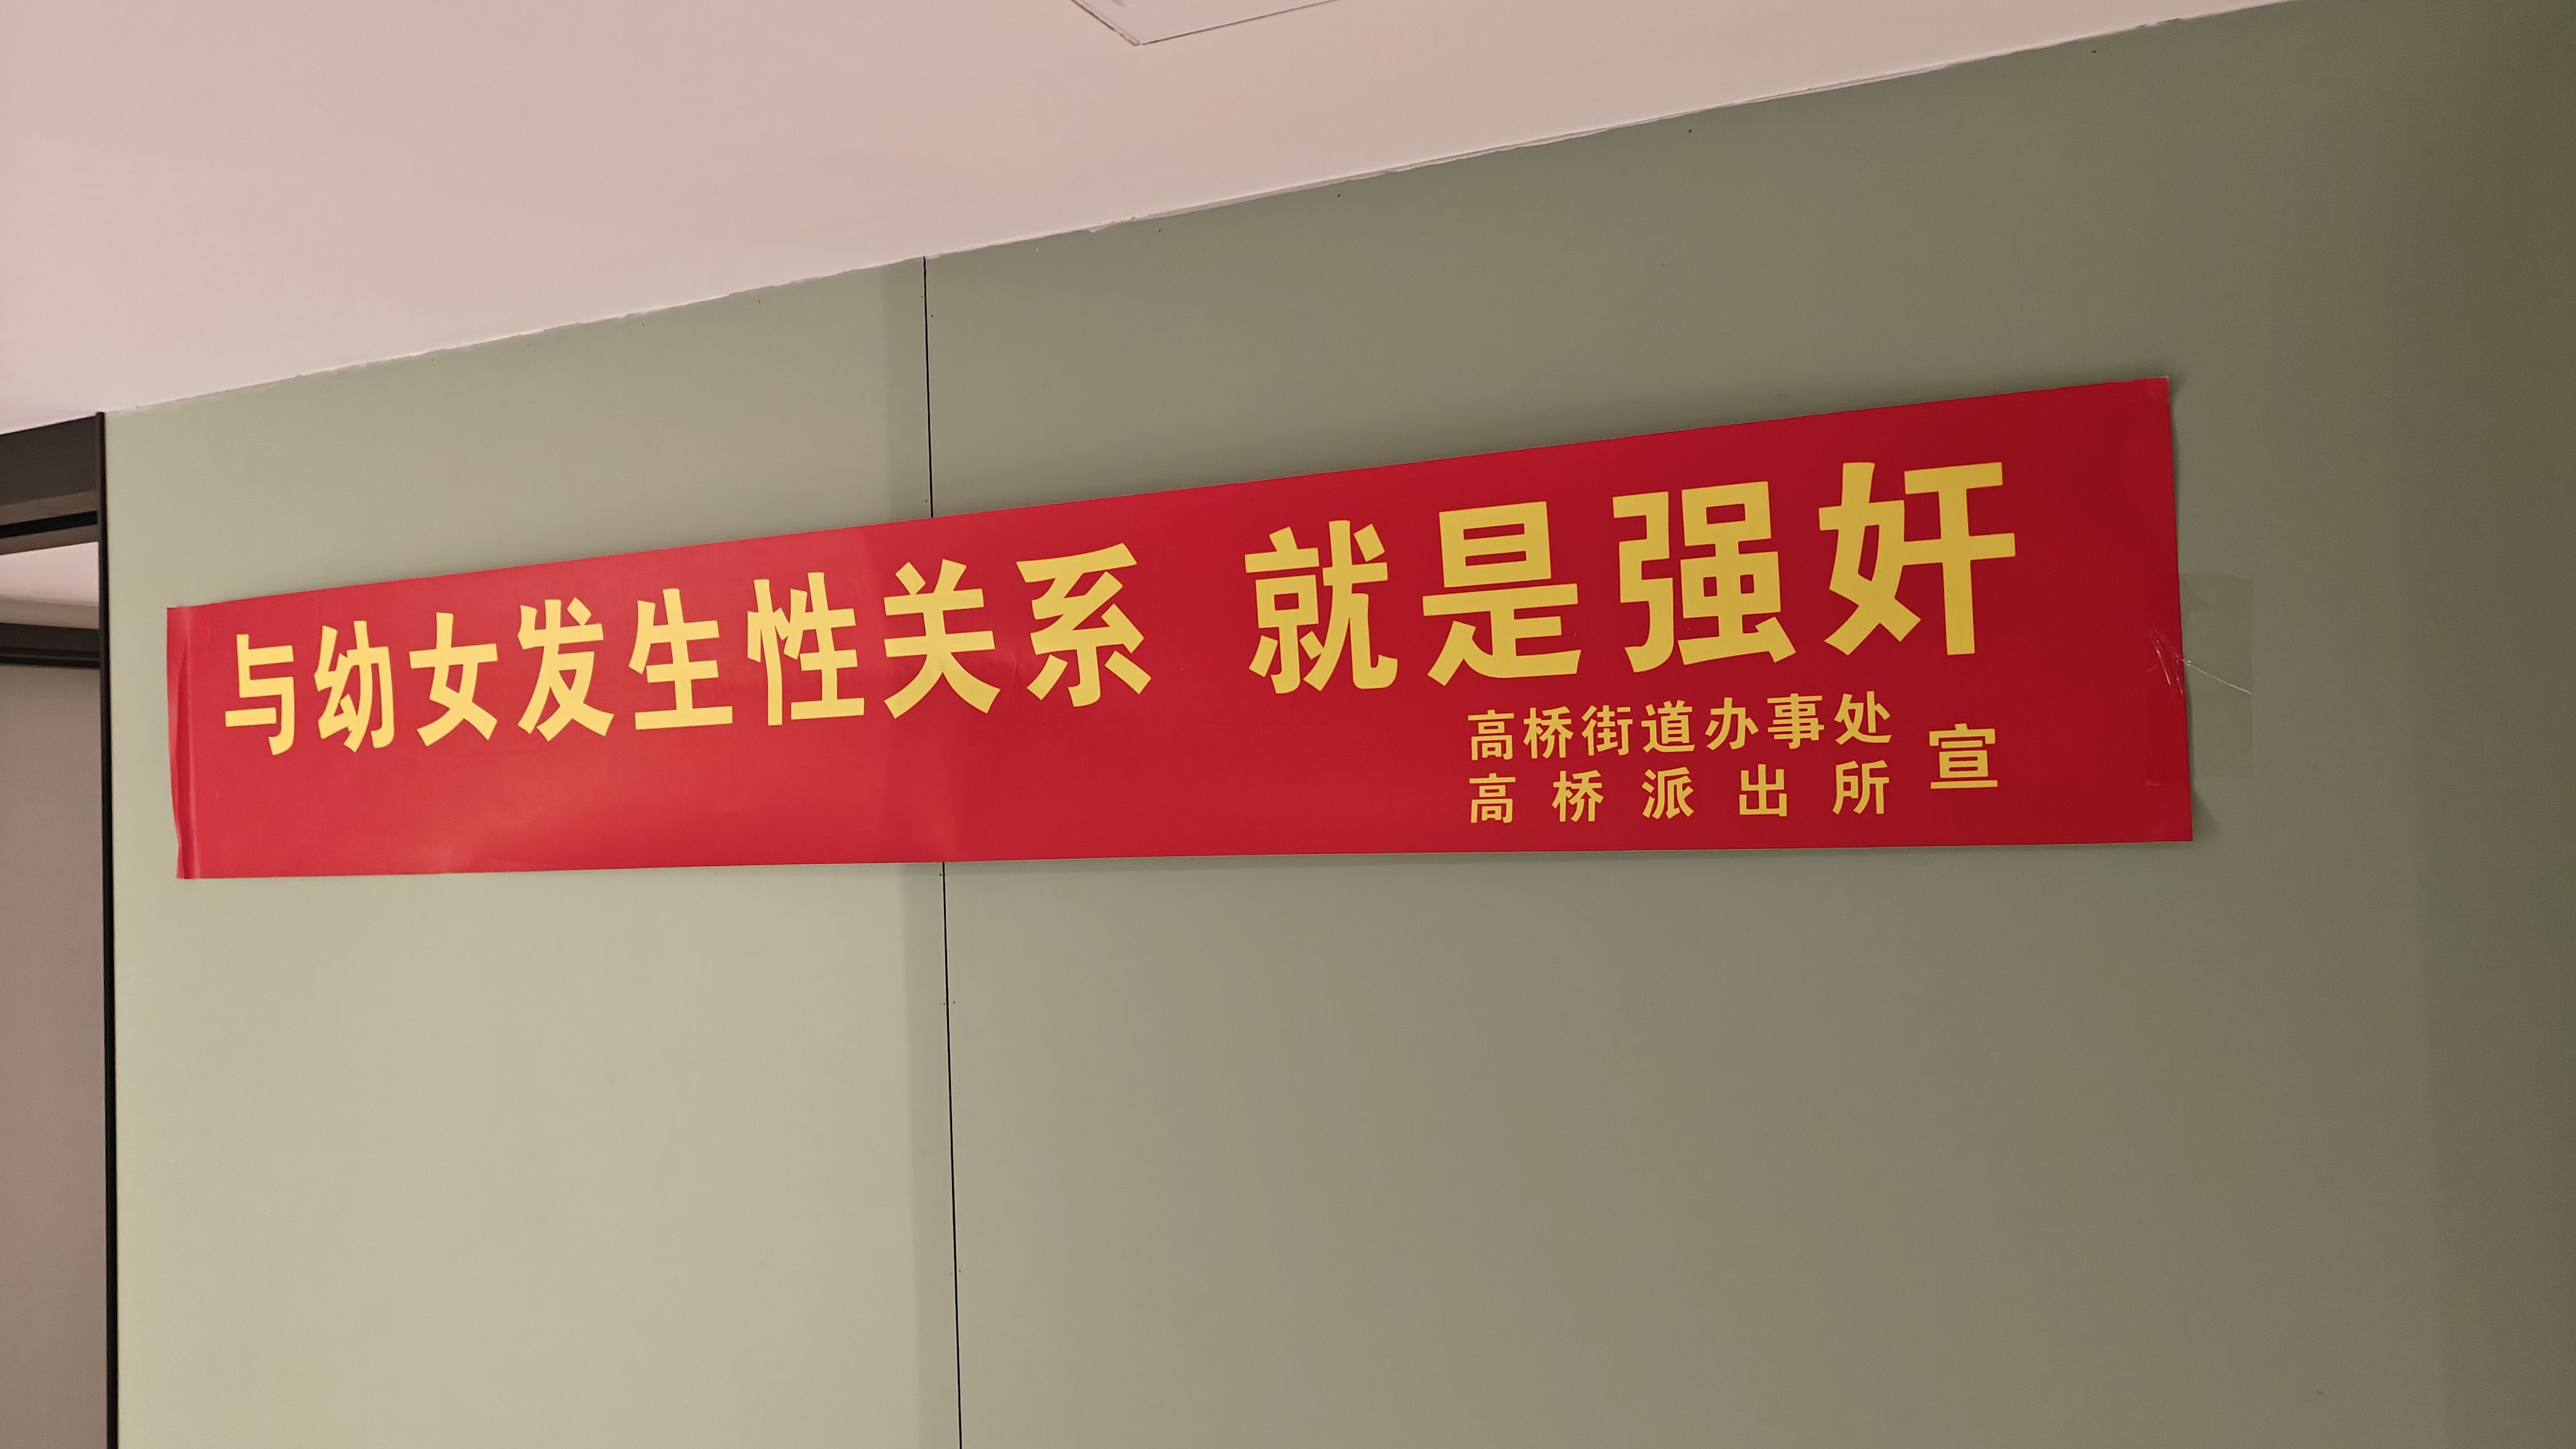 与幼女发生性关系 就是强奸
高桥街道办事处
高桥派出所
宣